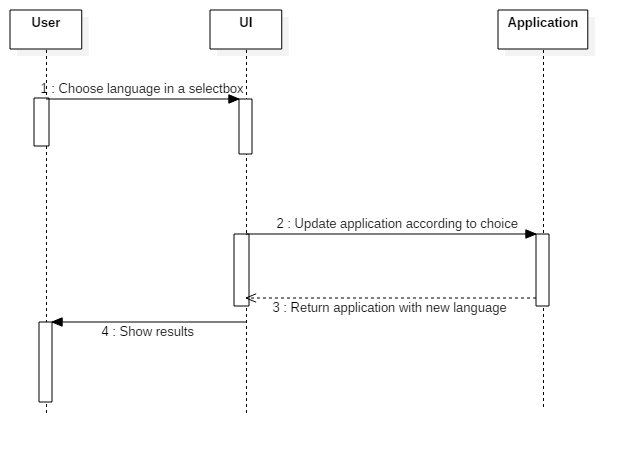 User
UI
Application
1 : Choose language in a selectbox
2 : Update application according to choice
3 : Return application with new language
4 : Show results